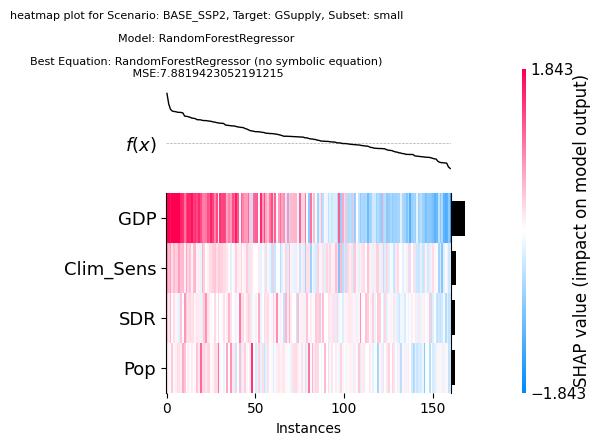 heatmap plot for Scenario: BASE_SSP2, Target: GSupply, Subset: small
Model: RandomForestRegressor
Best Equation: RandomForestRegressor (no symbolic equation)
MSE:7.8819423052191215
1.843
f(x)
GDP
Clim_Sens
SDR
Pop
SHAP value (impact on model output)
−1.843
0
50
100
150
Instances